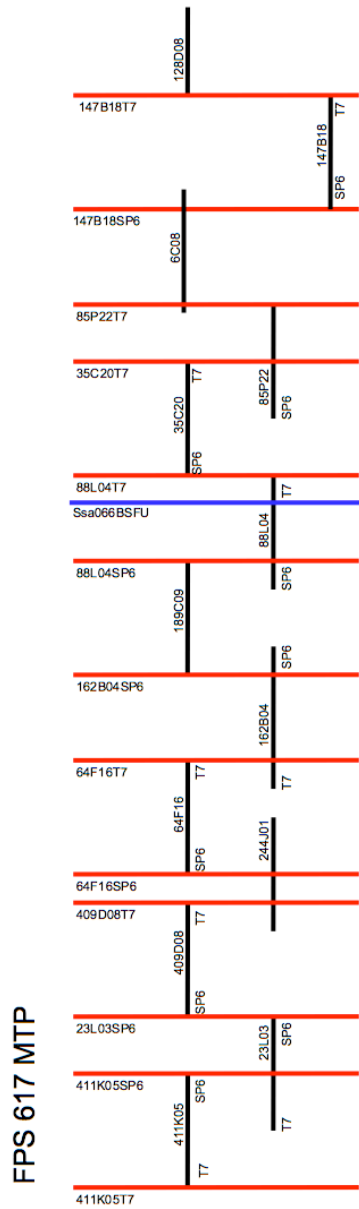 128D08
147B18T7
T7
147B18
SP6
147B18SP6
6C08
85P22T7
35C20T7
T7
35C20
SP6
85P22
SP6
88L04T7
T7
Ssa066BSFU
88L04
88L04SP6
SP6
189C09
SP6
162B04SP6
162B04
64F16T7
T7
T7
64F16
SP6
244J01
64F16SP6
409D08T7
T7
409D08
SP6
23L03SP6
SP6
23L03
411K05SP6
SP6
411K05
T7
T7
411K05T7
FPS 617 MTP